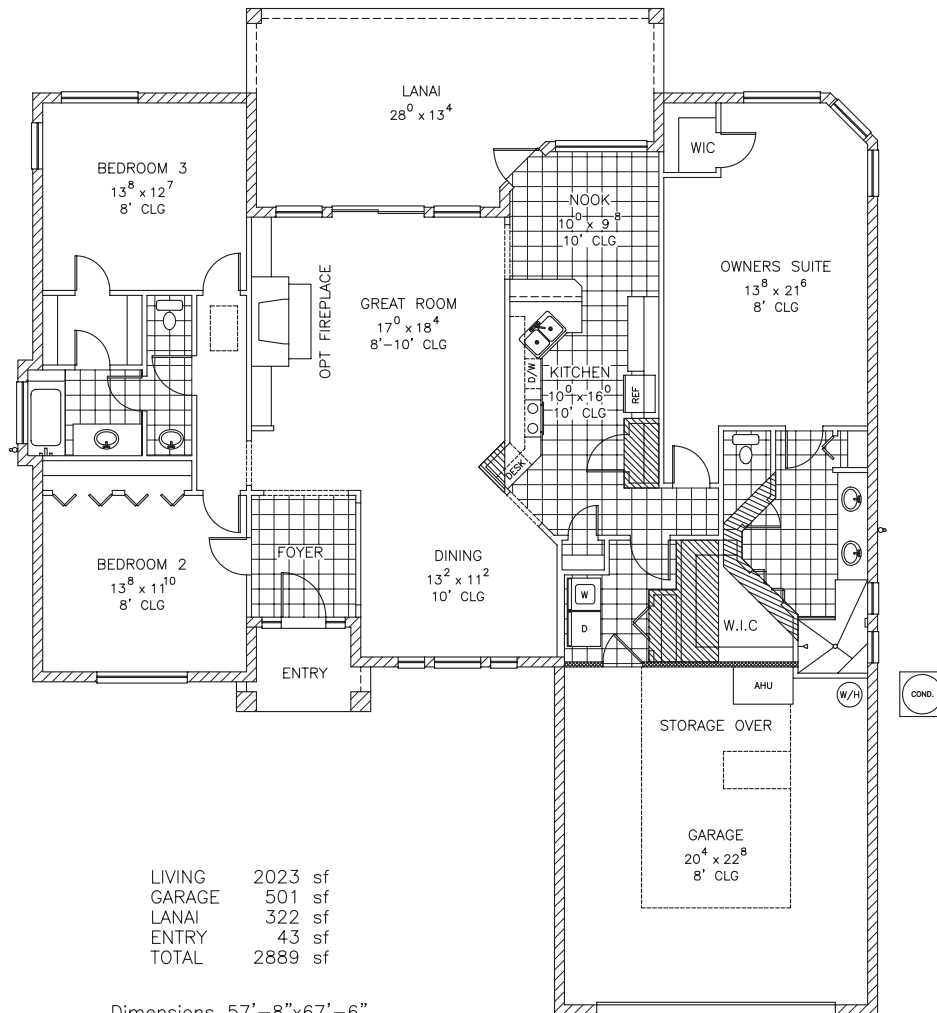 LANAI
28⁰ x 13⁴
BEDROOM 3
13⁸ x 12⁷
8' CLG
WIC
NOOK
10⁰ x 9⁸
10' CLG
OWNERS SUITE
13⁸ x 21⁶
8' CLG
OPT FIREPLACE
GREAT ROOM
17⁰ x 18⁴
8'-10' CLG
D/W
KITCHEN
10⁰ x 16⁰
10' CLG
REF
DESK
BEDROOM 2
13⁸ x 11¹⁰
8' CLG
FOYER
DINING
13² x 11²
10' CLG
W
D
W.I.C
ENTRY
AHU
W/H
COND.
STORAGE OVER
GARAGE
20⁴ x 22⁸
8' CLG
LIVING 2023 sf
GARAGE 501 sf
LANAI 322 sf
ENTRY 43 sf
TOTAL 2889 sf
Dimensions 57'-8"x67'-6"